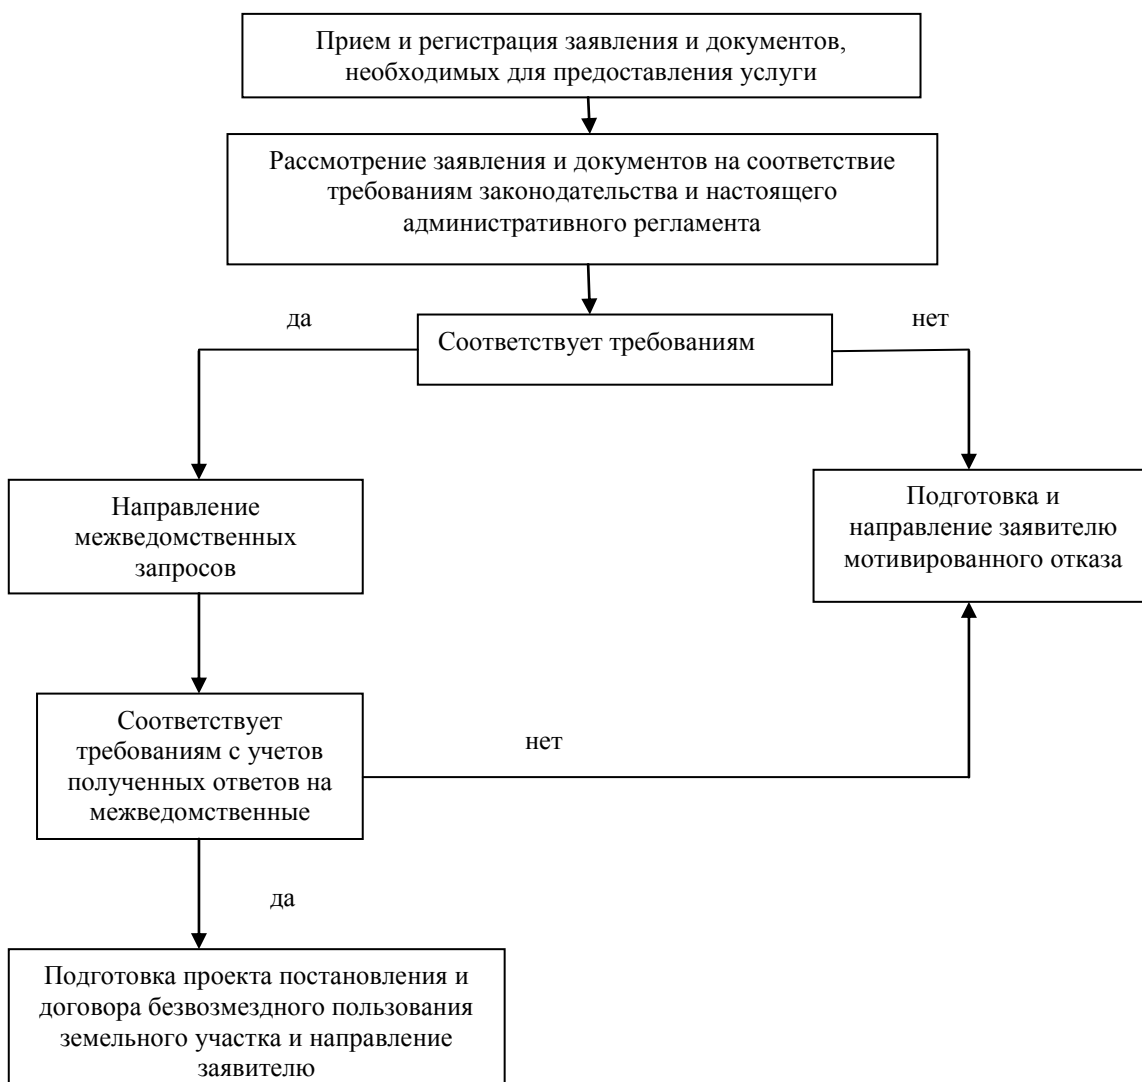 Прием и регистрация заявления и документов,
необходимых для предоставления услуги
Рассмотрение заявления и документов на соответствие
требованиям законодательства и настоящего
административного регламента
да
нет
Соответствует требованиям
Направление
межведомственных
запросов
Подготовка и
направление заявителю
мотивированного отказа
Соответствует
требованиям с учетов
полученных ответов на
межведомственные
нет
да
Подготовка проекта постановления и
договора безвозмездного пользования
земельного участка и направление
заявителю